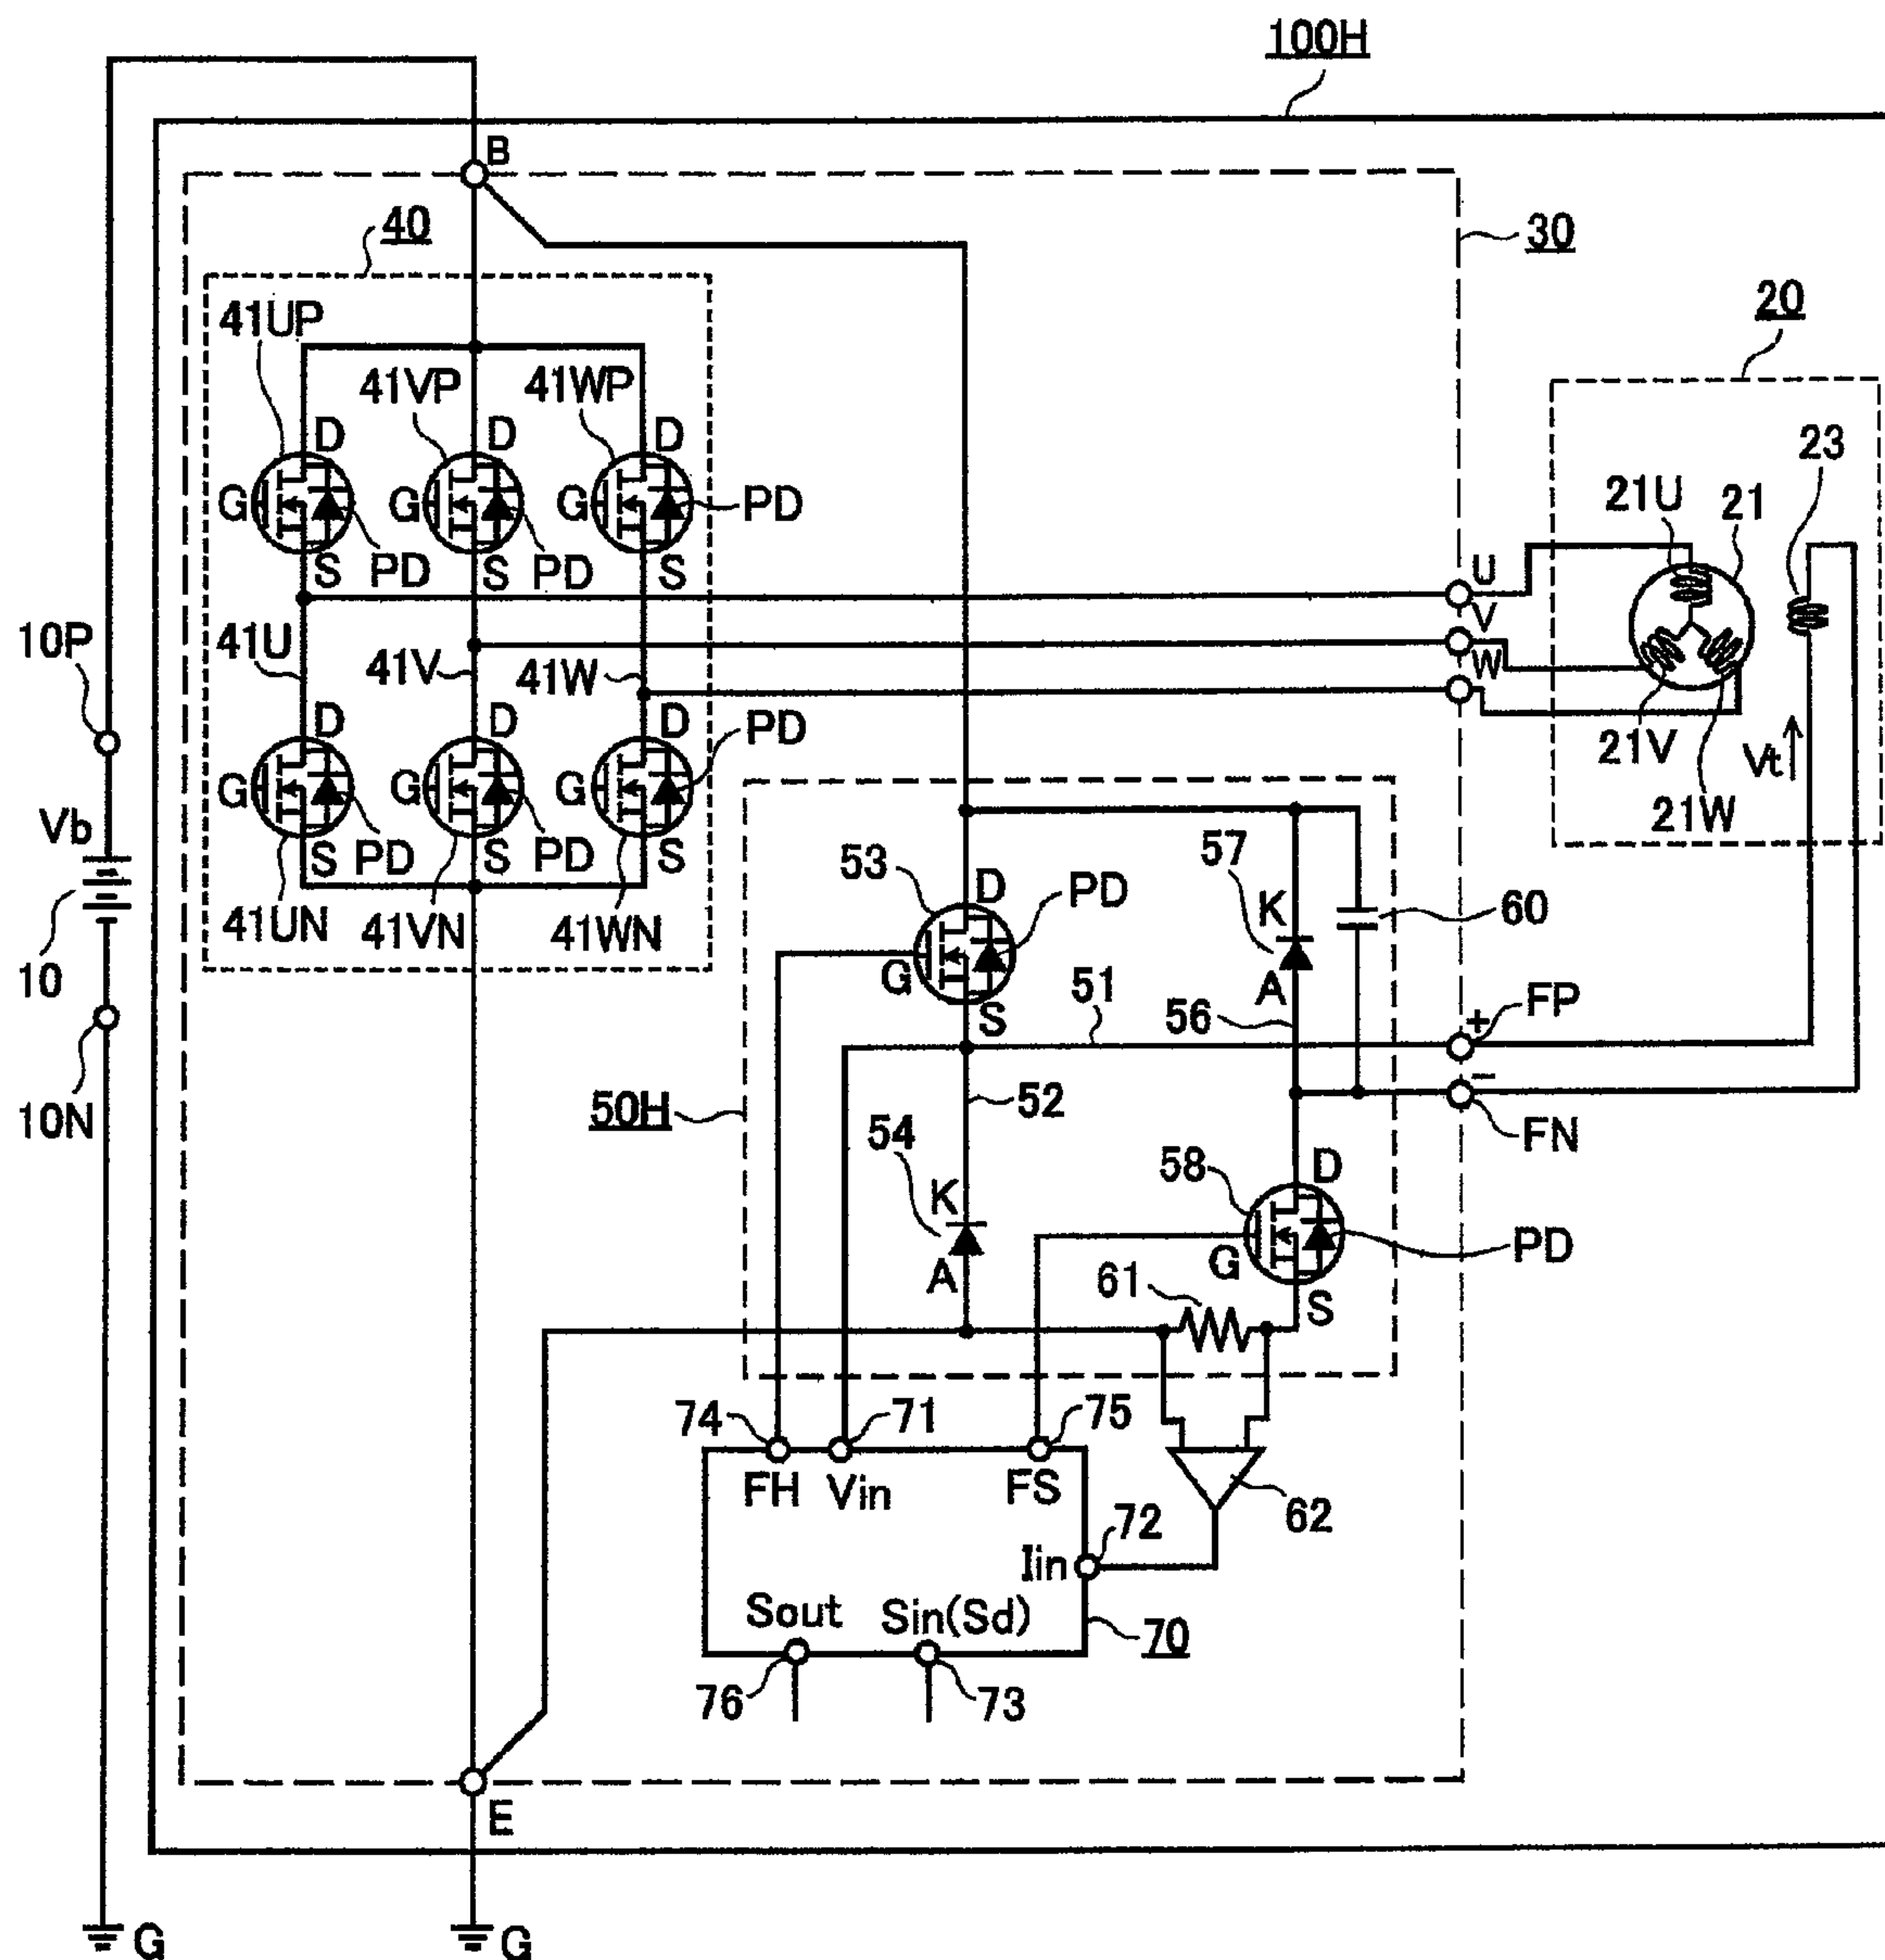 100H
B
40
30
41UP
20
41VP
41WP
D
D
D
23
G
G
G
PD
21U
21
S
PD
S
PD
S
U
V
W
10P
41U
41V
41W
D
D
D
PD
21V
Vt
G
G
G
21W
Vb
S
PD
S
PD
S
57
53
D
PD
K
60
41UN
41VN
41WN
10
G
A
51
FP
S
56
+
10N
50H
52
-
FN
54
58
D
K
G
PD
A
61
S
74
71
75
FH
Vin
FS
62
72
Iin
Sout
Sin(Sd)
70
76
73
E
G
G